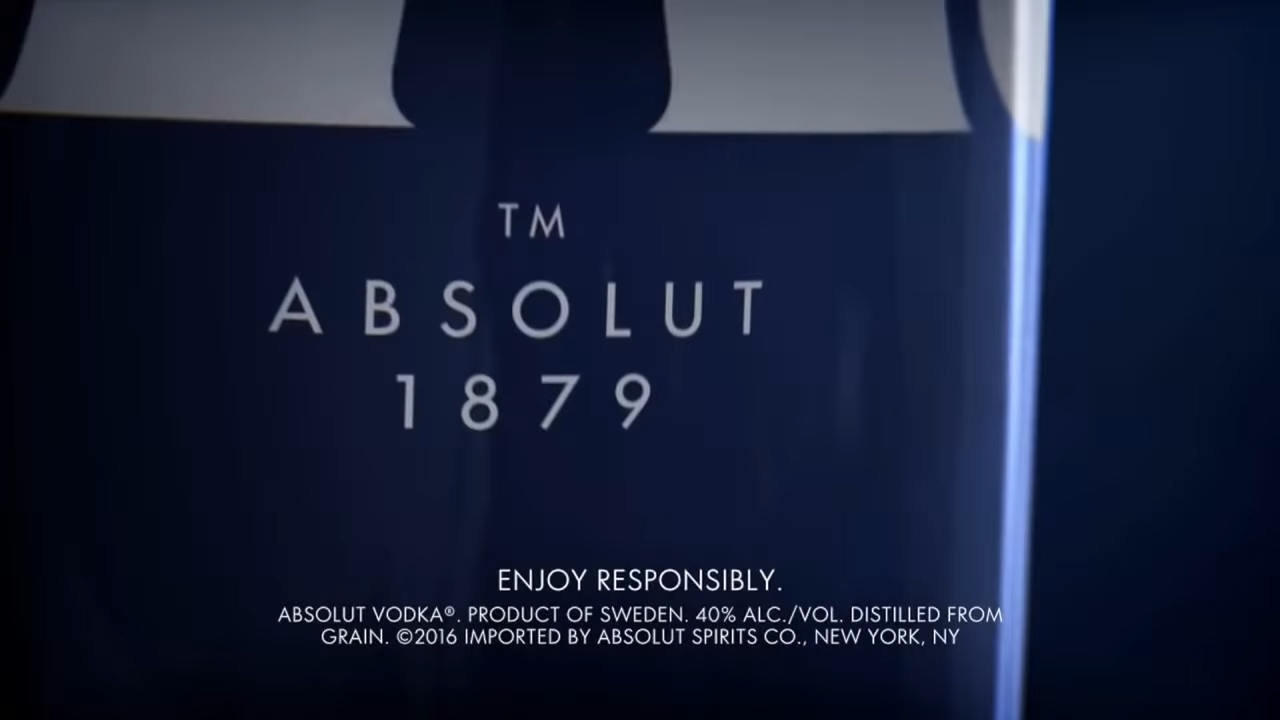 TM
ABSOLUT
1879
ENJOY RESPONSIBLY.
ABSOLUT VODKA®. PRODUCT OF SWEDEN. 40% ALC./VOL. DISTILLED FROM
GRAIN. ©2016 IMPORTED BY ABSOLUT SPIRITS CO., NEW YORK, NY